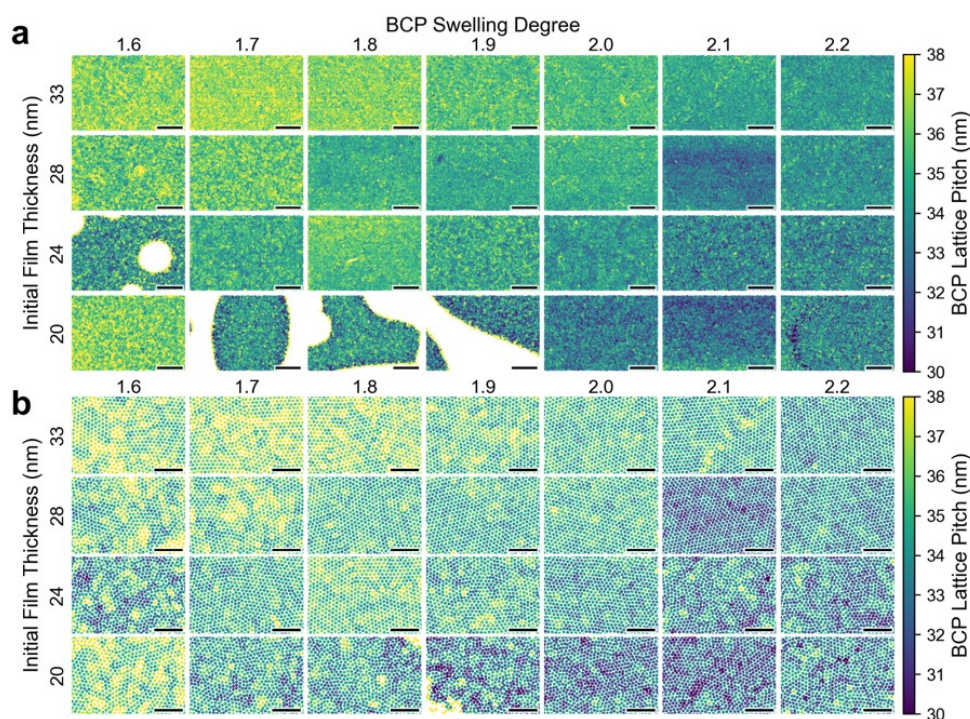 a
BCP Swelling Degree
1.6 1.7 1.8 1.9 2.0 2.1 2.2
Initial Film Thickness (nm)
33
28
24
20
38
37
36
35
34
33
32
31
30
BCP Lattice Pitch (nm)
b
1.6 1.7 1.8 1.9 2.0 2.1 2.2
Initial Film Thickness (nm)
33
28
24
20
38
37
36
35
34
33
32
31
30
BCP Lattice Pitch (nm)